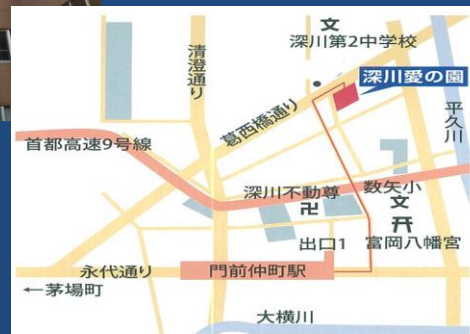 文
深川第2中学校
深川愛の園
清澄通り
葛西橋通り
平久川
首都高速9号線
深川不動尊
卍
数矢小
文
富岡八幡宮
出口1
永代通り
門前仲町駅
←茅場町
大横川